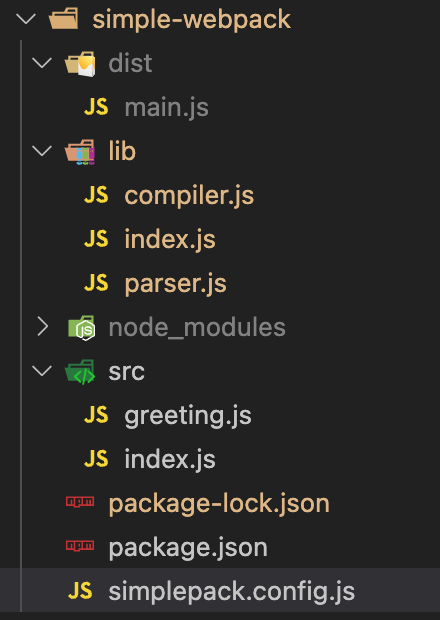 simple-webpack
dist
JS main.js
lib
JS compiler.js
JS index.js
JS parser.js
node_modules
src
JS greeting.js
JS index.js
package-lock.json
package.json
JS simplepack.config.js